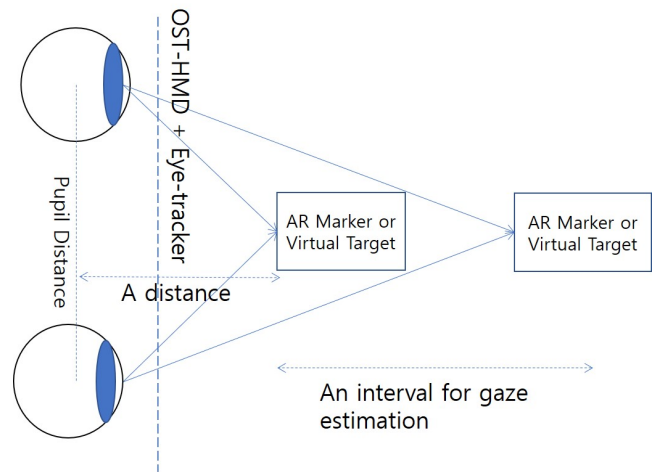 OST-HMD + Eye-tracker
Pupil Distance
AR Marker or
Virtual Target
AR Marker or
Virtual Target
A distance
An interval for gaze
estimation